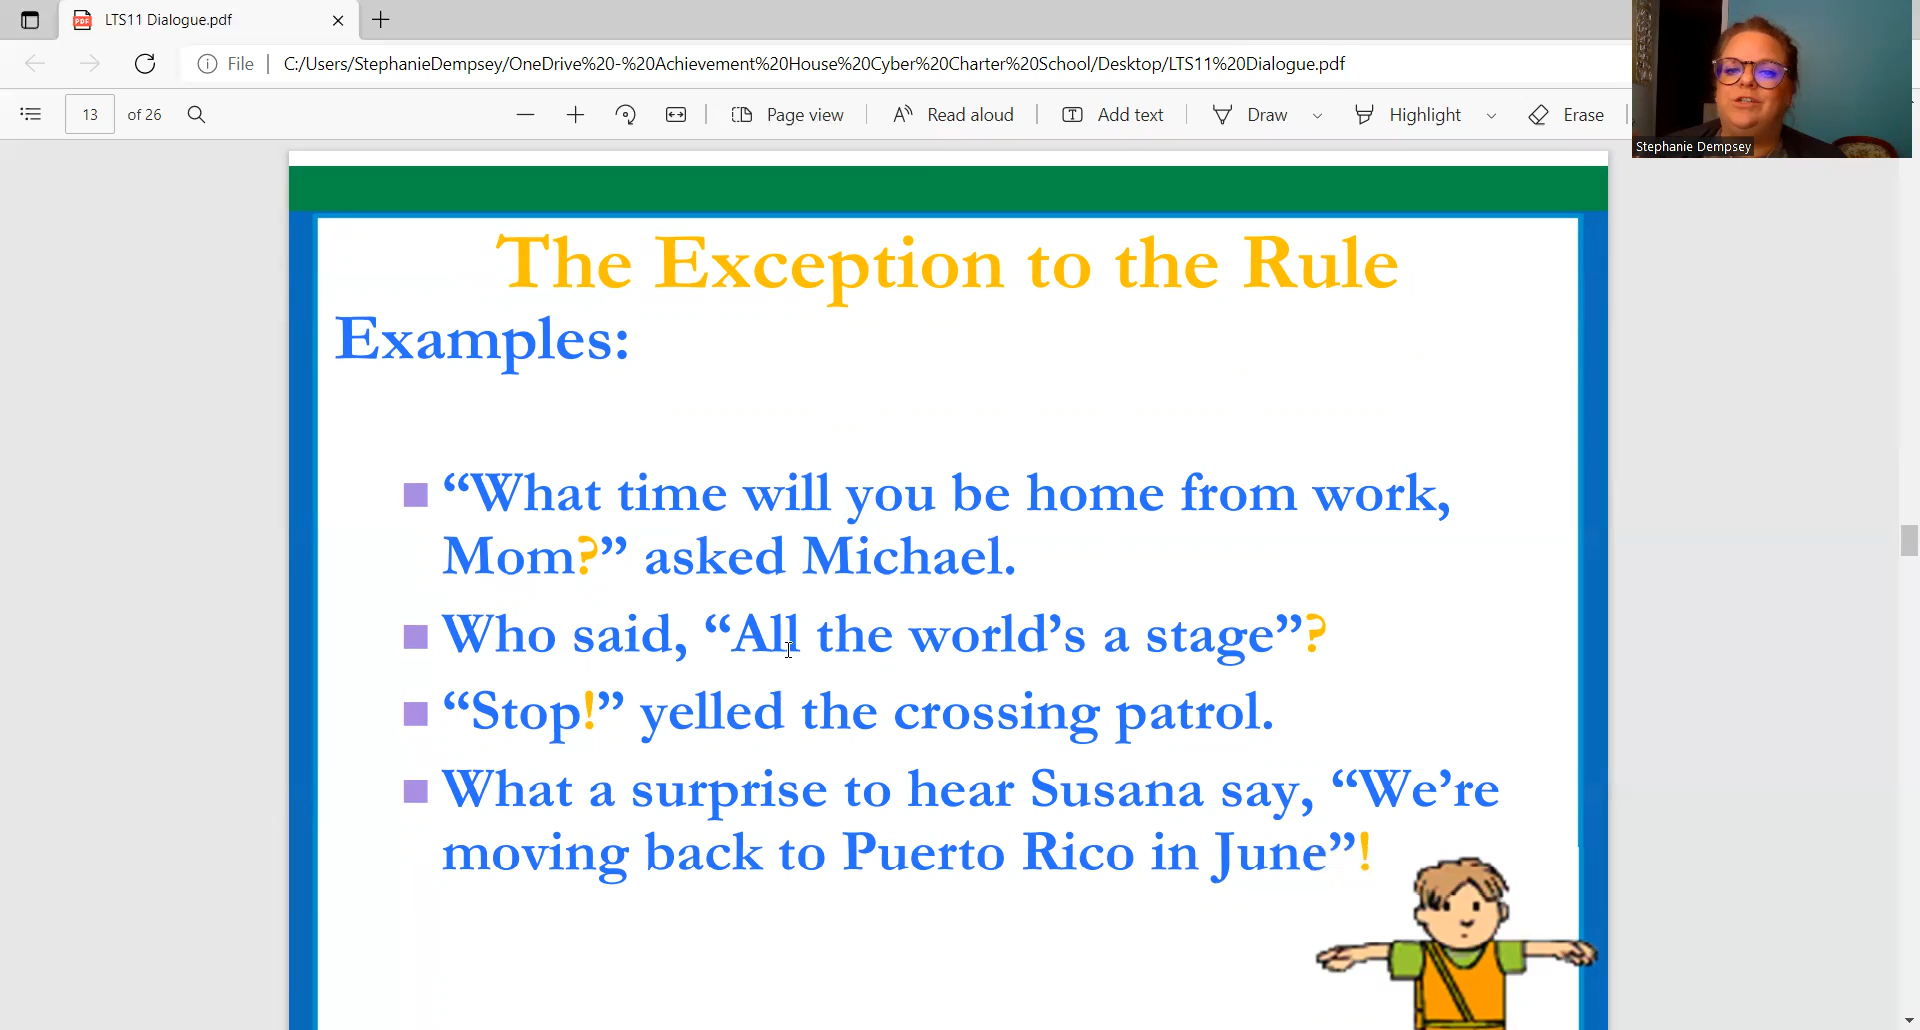 LTS11 Dialogue.pdf
File
C:/Users/StephanieDempsey/OneDrive%20-%20Achievement%20House%20Cyber%20Charter%20School/Desktop/LTS11%20Dialogue.pdf
13 of 26
Page view
Read aloud
Add text
Draw
Highlight
Erase
Stephanie Dempsey
The Exception to the Rule
Examples:
“What time will you be home from work,
Mom?” asked Michael.
Who said, “All the world’s a stage”?
“Stop!” yelled the crossing patrol.
What a surprise to hear Susana say, “We’re
moving back to Puerto Rico in June”!